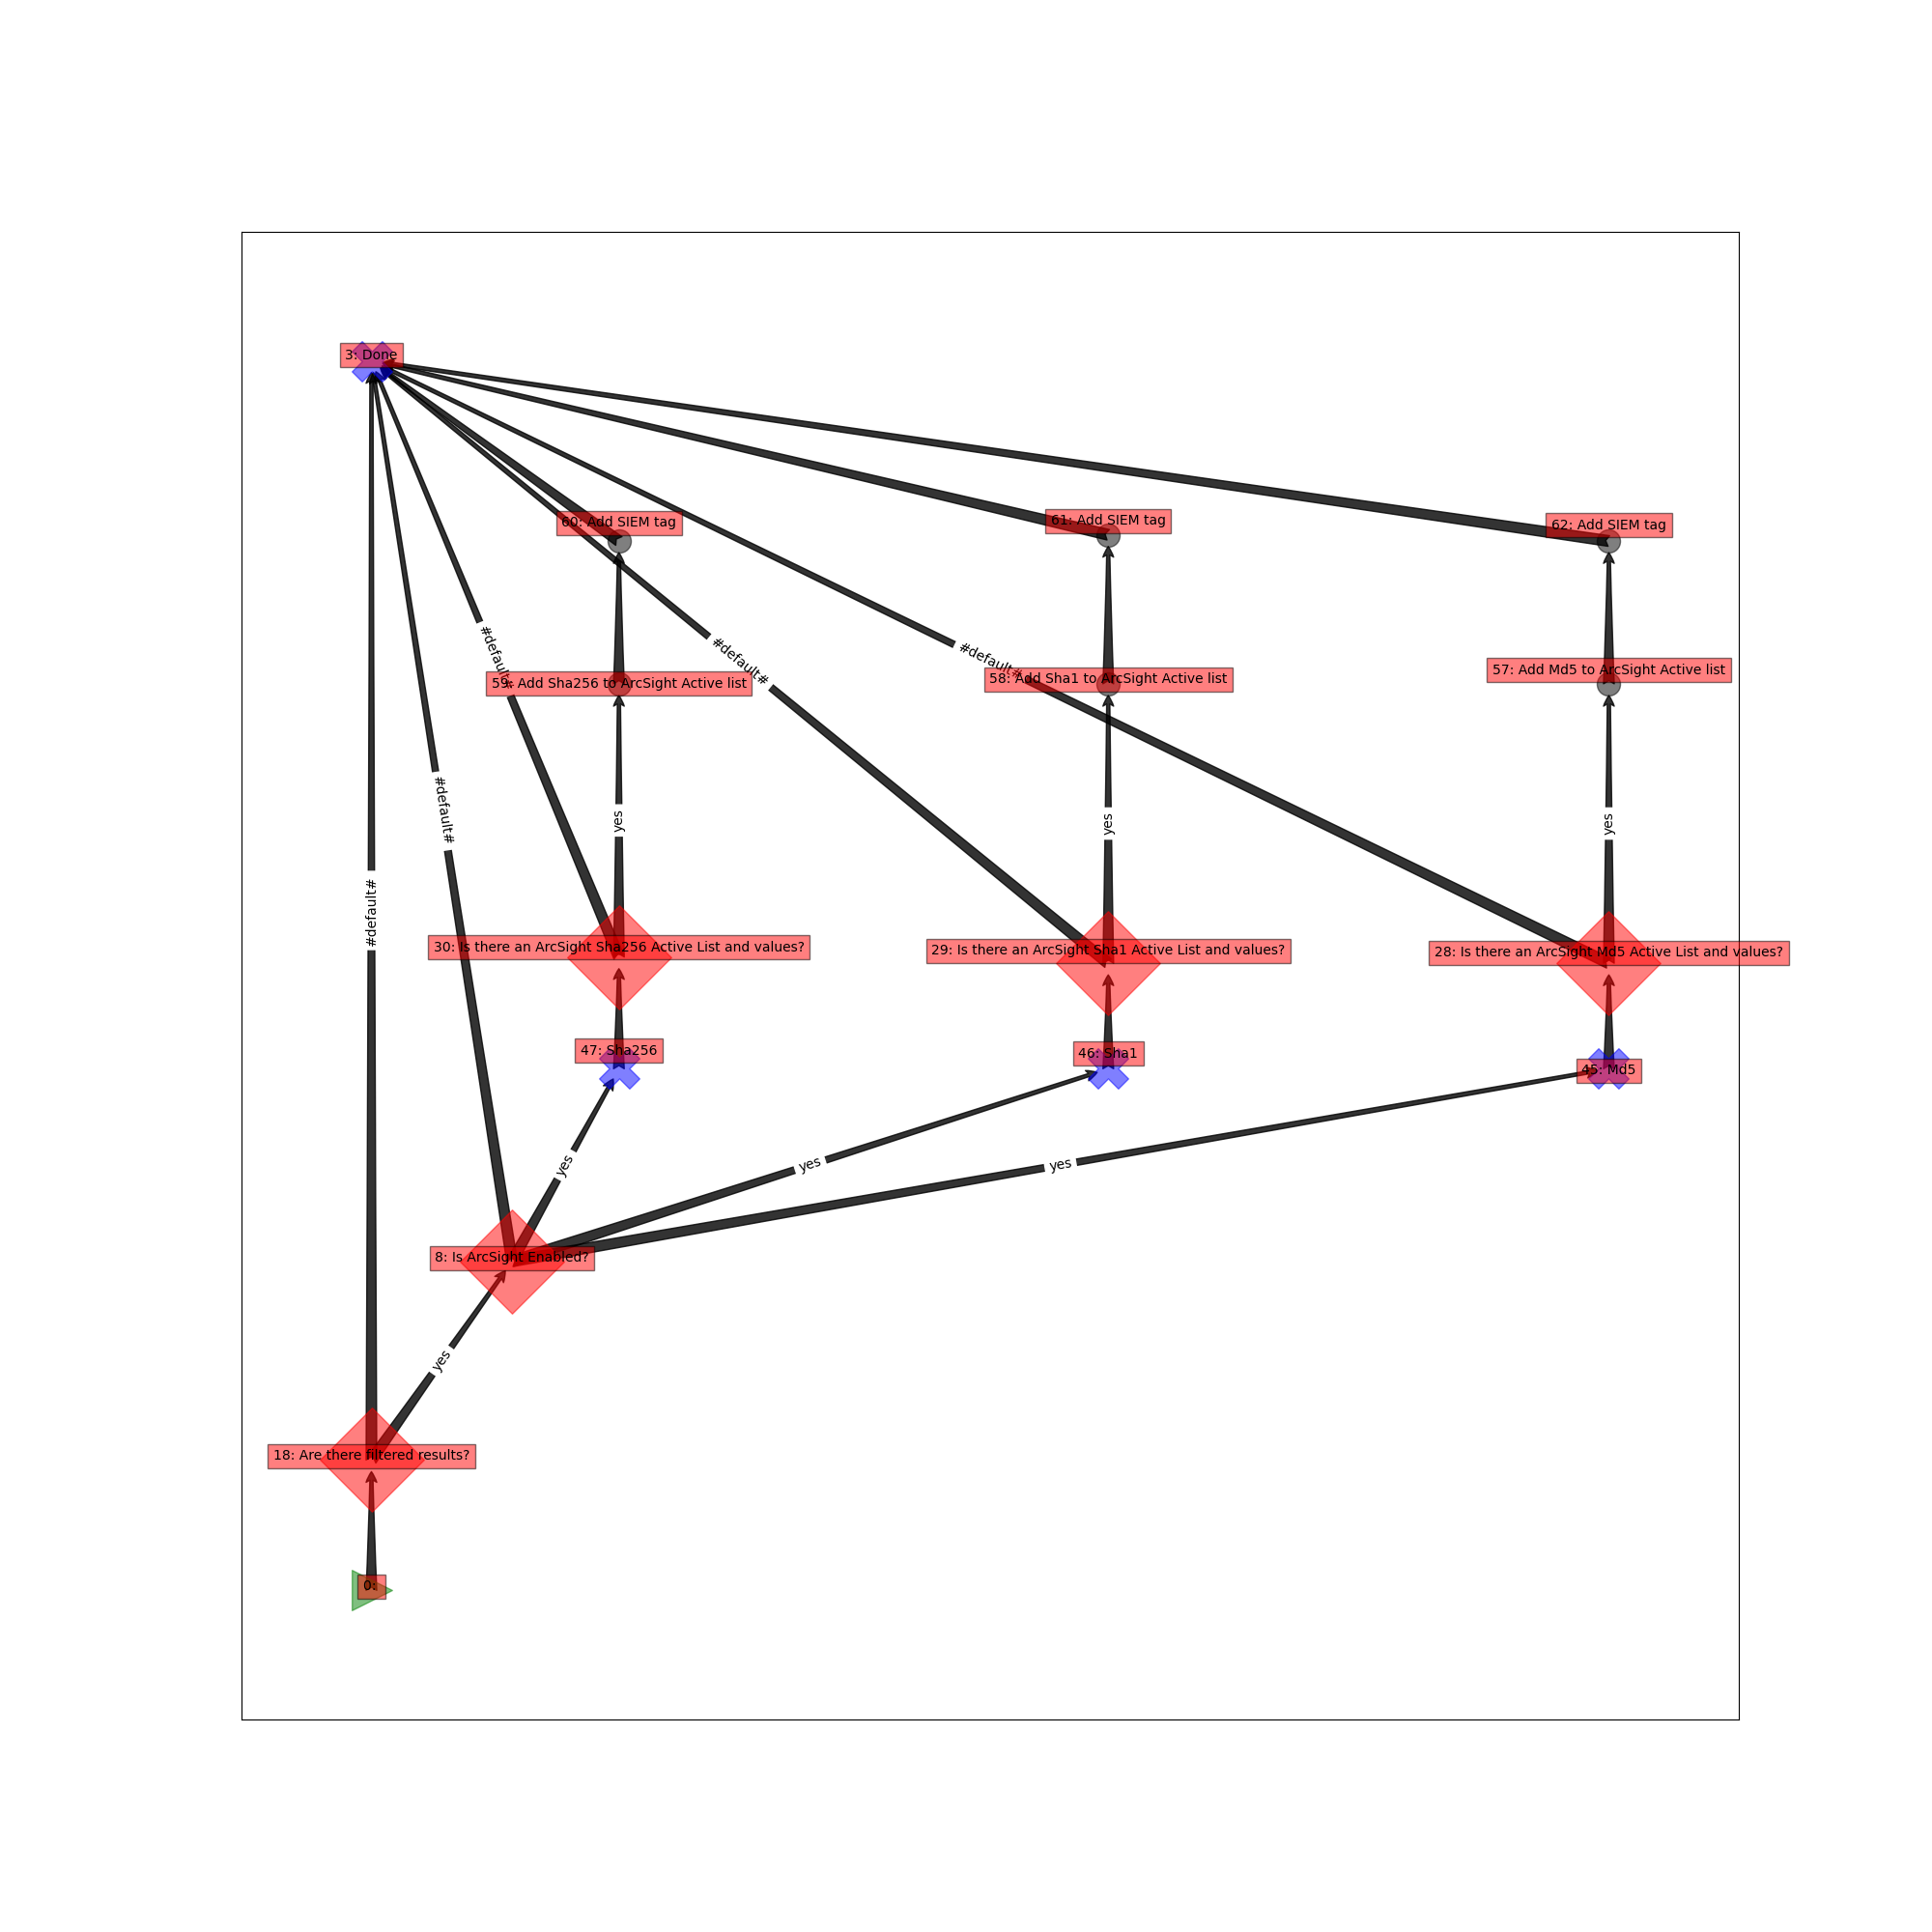 3: Done
60: Add SIEM tag
61: Add SIEM tag
62: Add SIEM tag
#default#
#default#
#default#
59: Add Sha256 to ArcSight Active list
58: Add Sha1 to ArcSight Active list
57: Add Md5 to ArcSight Active list
#default#
yes
yes
yes
#default#
30: Is there an ArcSight Sha256 Active List and values?
29: Is there an ArcSight Sha1 Active List and values?
28: Is there an ArcSight Md5 Active List and values?
47: Sha256
46: Sha1
45: Md5
yes
yes
yes
8: Is ArcSight Enabled?
yes
18: Are there filtered results?
0: